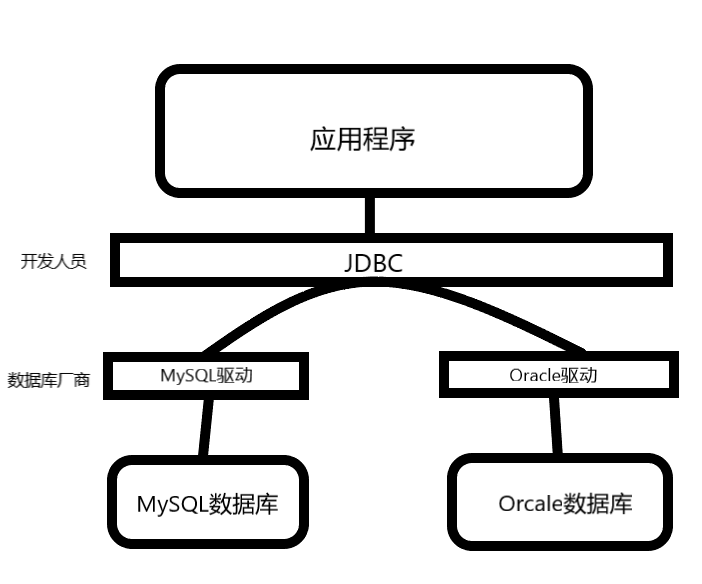 应用程序
开发人员
JDBC
数据库厂商
MySQL驱动
Oracle驱动
MySQL数据库
Orcale数据库